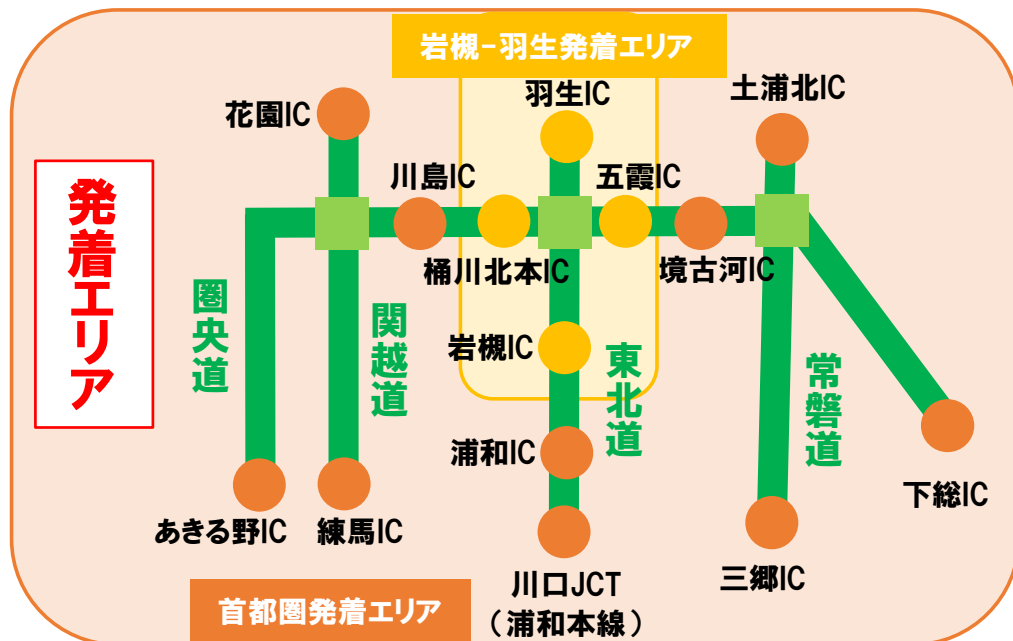 岩槻-羽生発着エリア
羽生IC
土浦北IC
花園IC
川島IC
五霞IC
発着エリア
桶川北本IC
境古河IC
圏央道
関越道
岩槻IC
東北道
常磐道
浦和IC
下総IC
あきる野IC
練馬IC
川口JCT
（浦和本線）
三郷IC
首都圏発着エリア